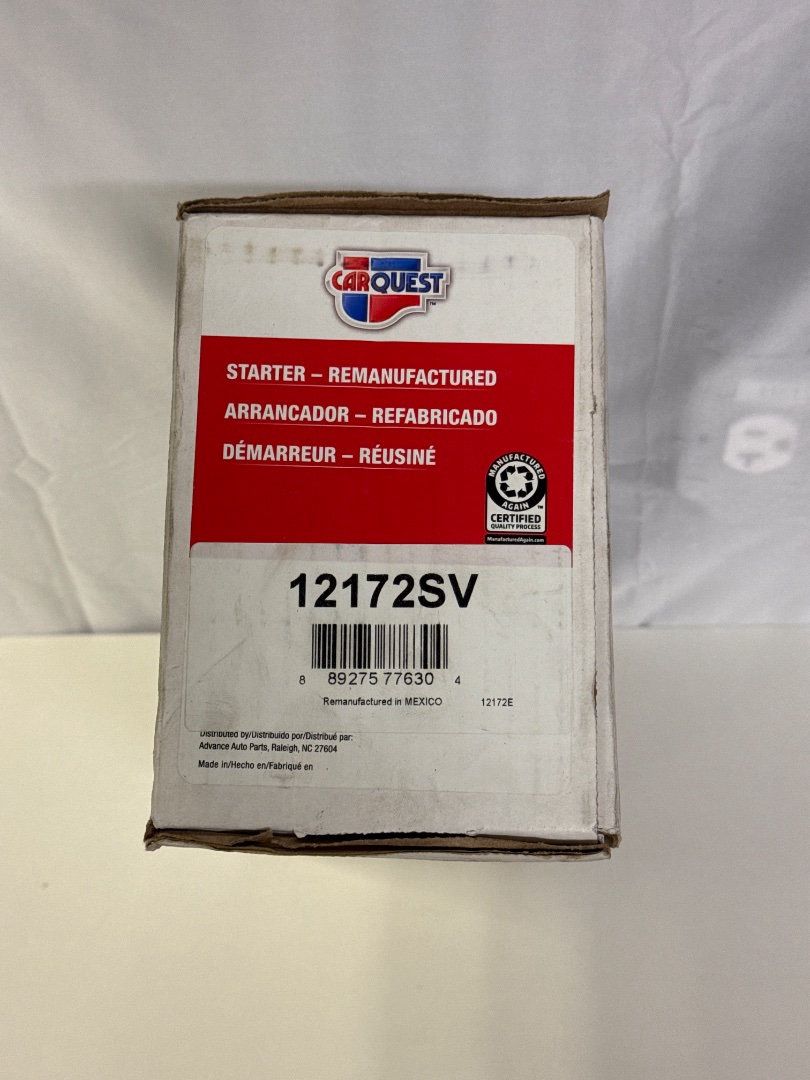 CARQUEST™
STARTER – REMANUFACTURED
ARRANCADOR – REFABRICADO
DÉMARREUR – RÉUSINÉ
MANUFACTURED
AGAIN™
CERTIFIED
QUALITY PROCESS
ManufacturedAgain.com
12172SV
8 89275 77630 4
Remanufactured in MEXICO 12172E
Distributed by/Distribuido por/Distribué par:
Advance Auto Parts, Raleigh, NC 27604
Made in/Hecho en/Fabriqué en